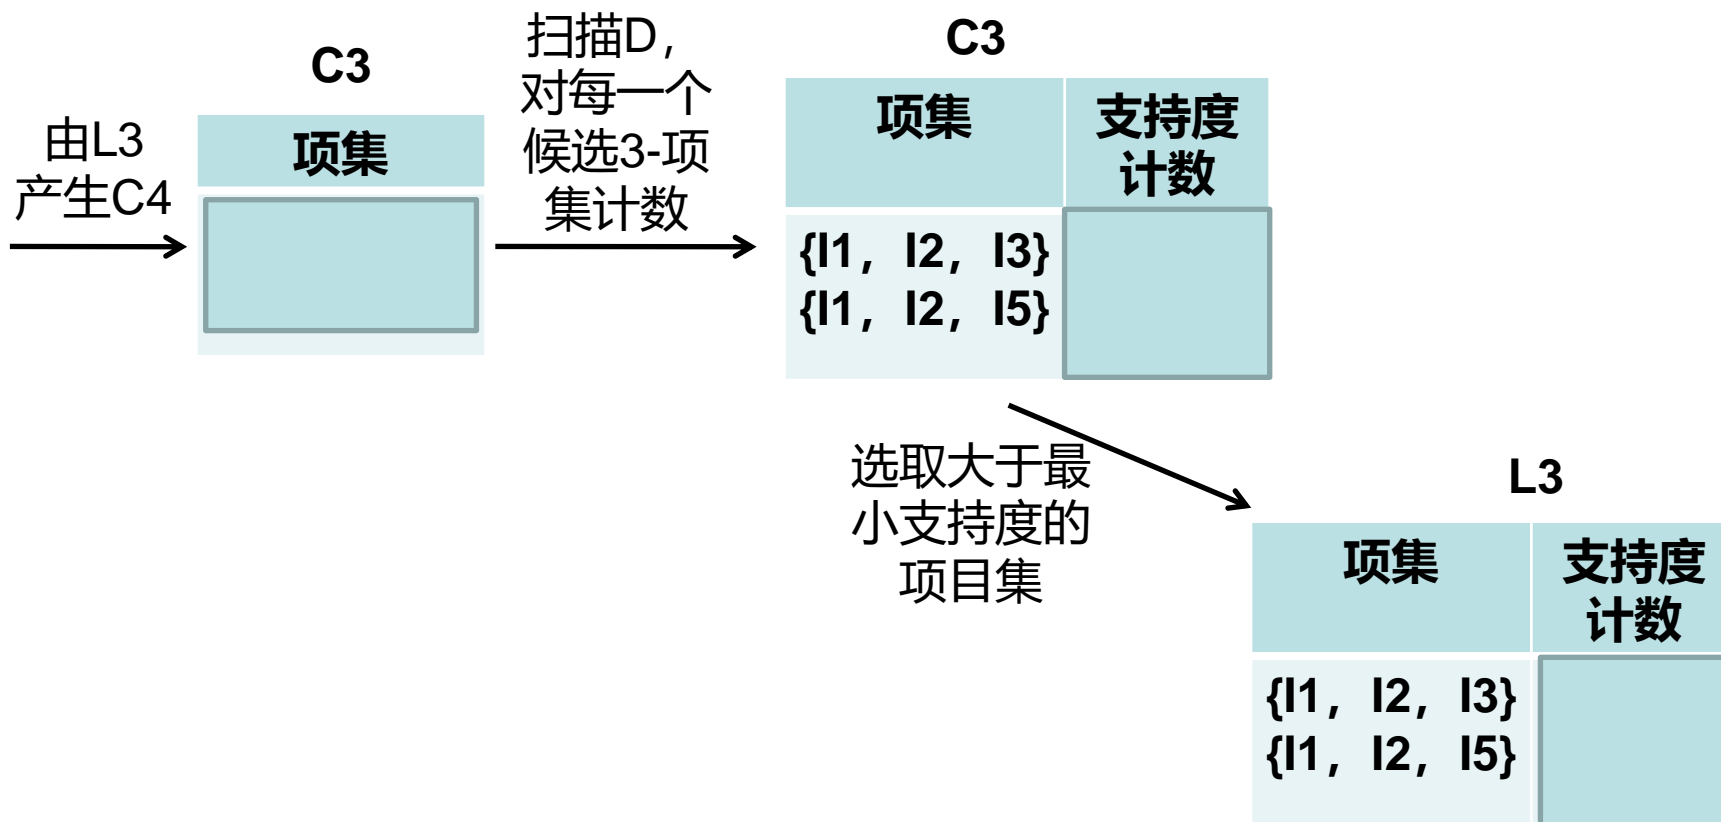 由L3
产生C4
C3
项集
扫描D，
对每一个
候选3-项
集计数
C3
项集
支持度
计数
{I1，I2，I3}
{I1，I2，I5}
选取大于最
小支持度的
项目集
L3
项集
支持度
计数
{I1，I2，I3}
{I1，I2，I5}